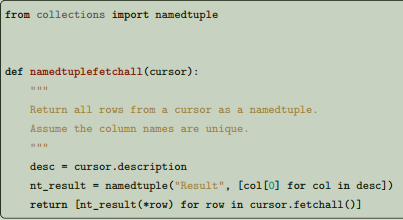 from collections import namedtuple
def namedtuplefetchall(cursor):
"""
Return all rows from a cursor as a namedtuple.
Assume the column names are unique.
"""
desc = cursor.description
nt_result = namedtuple("Result", [col[0] for col in desc])
return [nt_result(*row) for row in cursor.fetchall()]